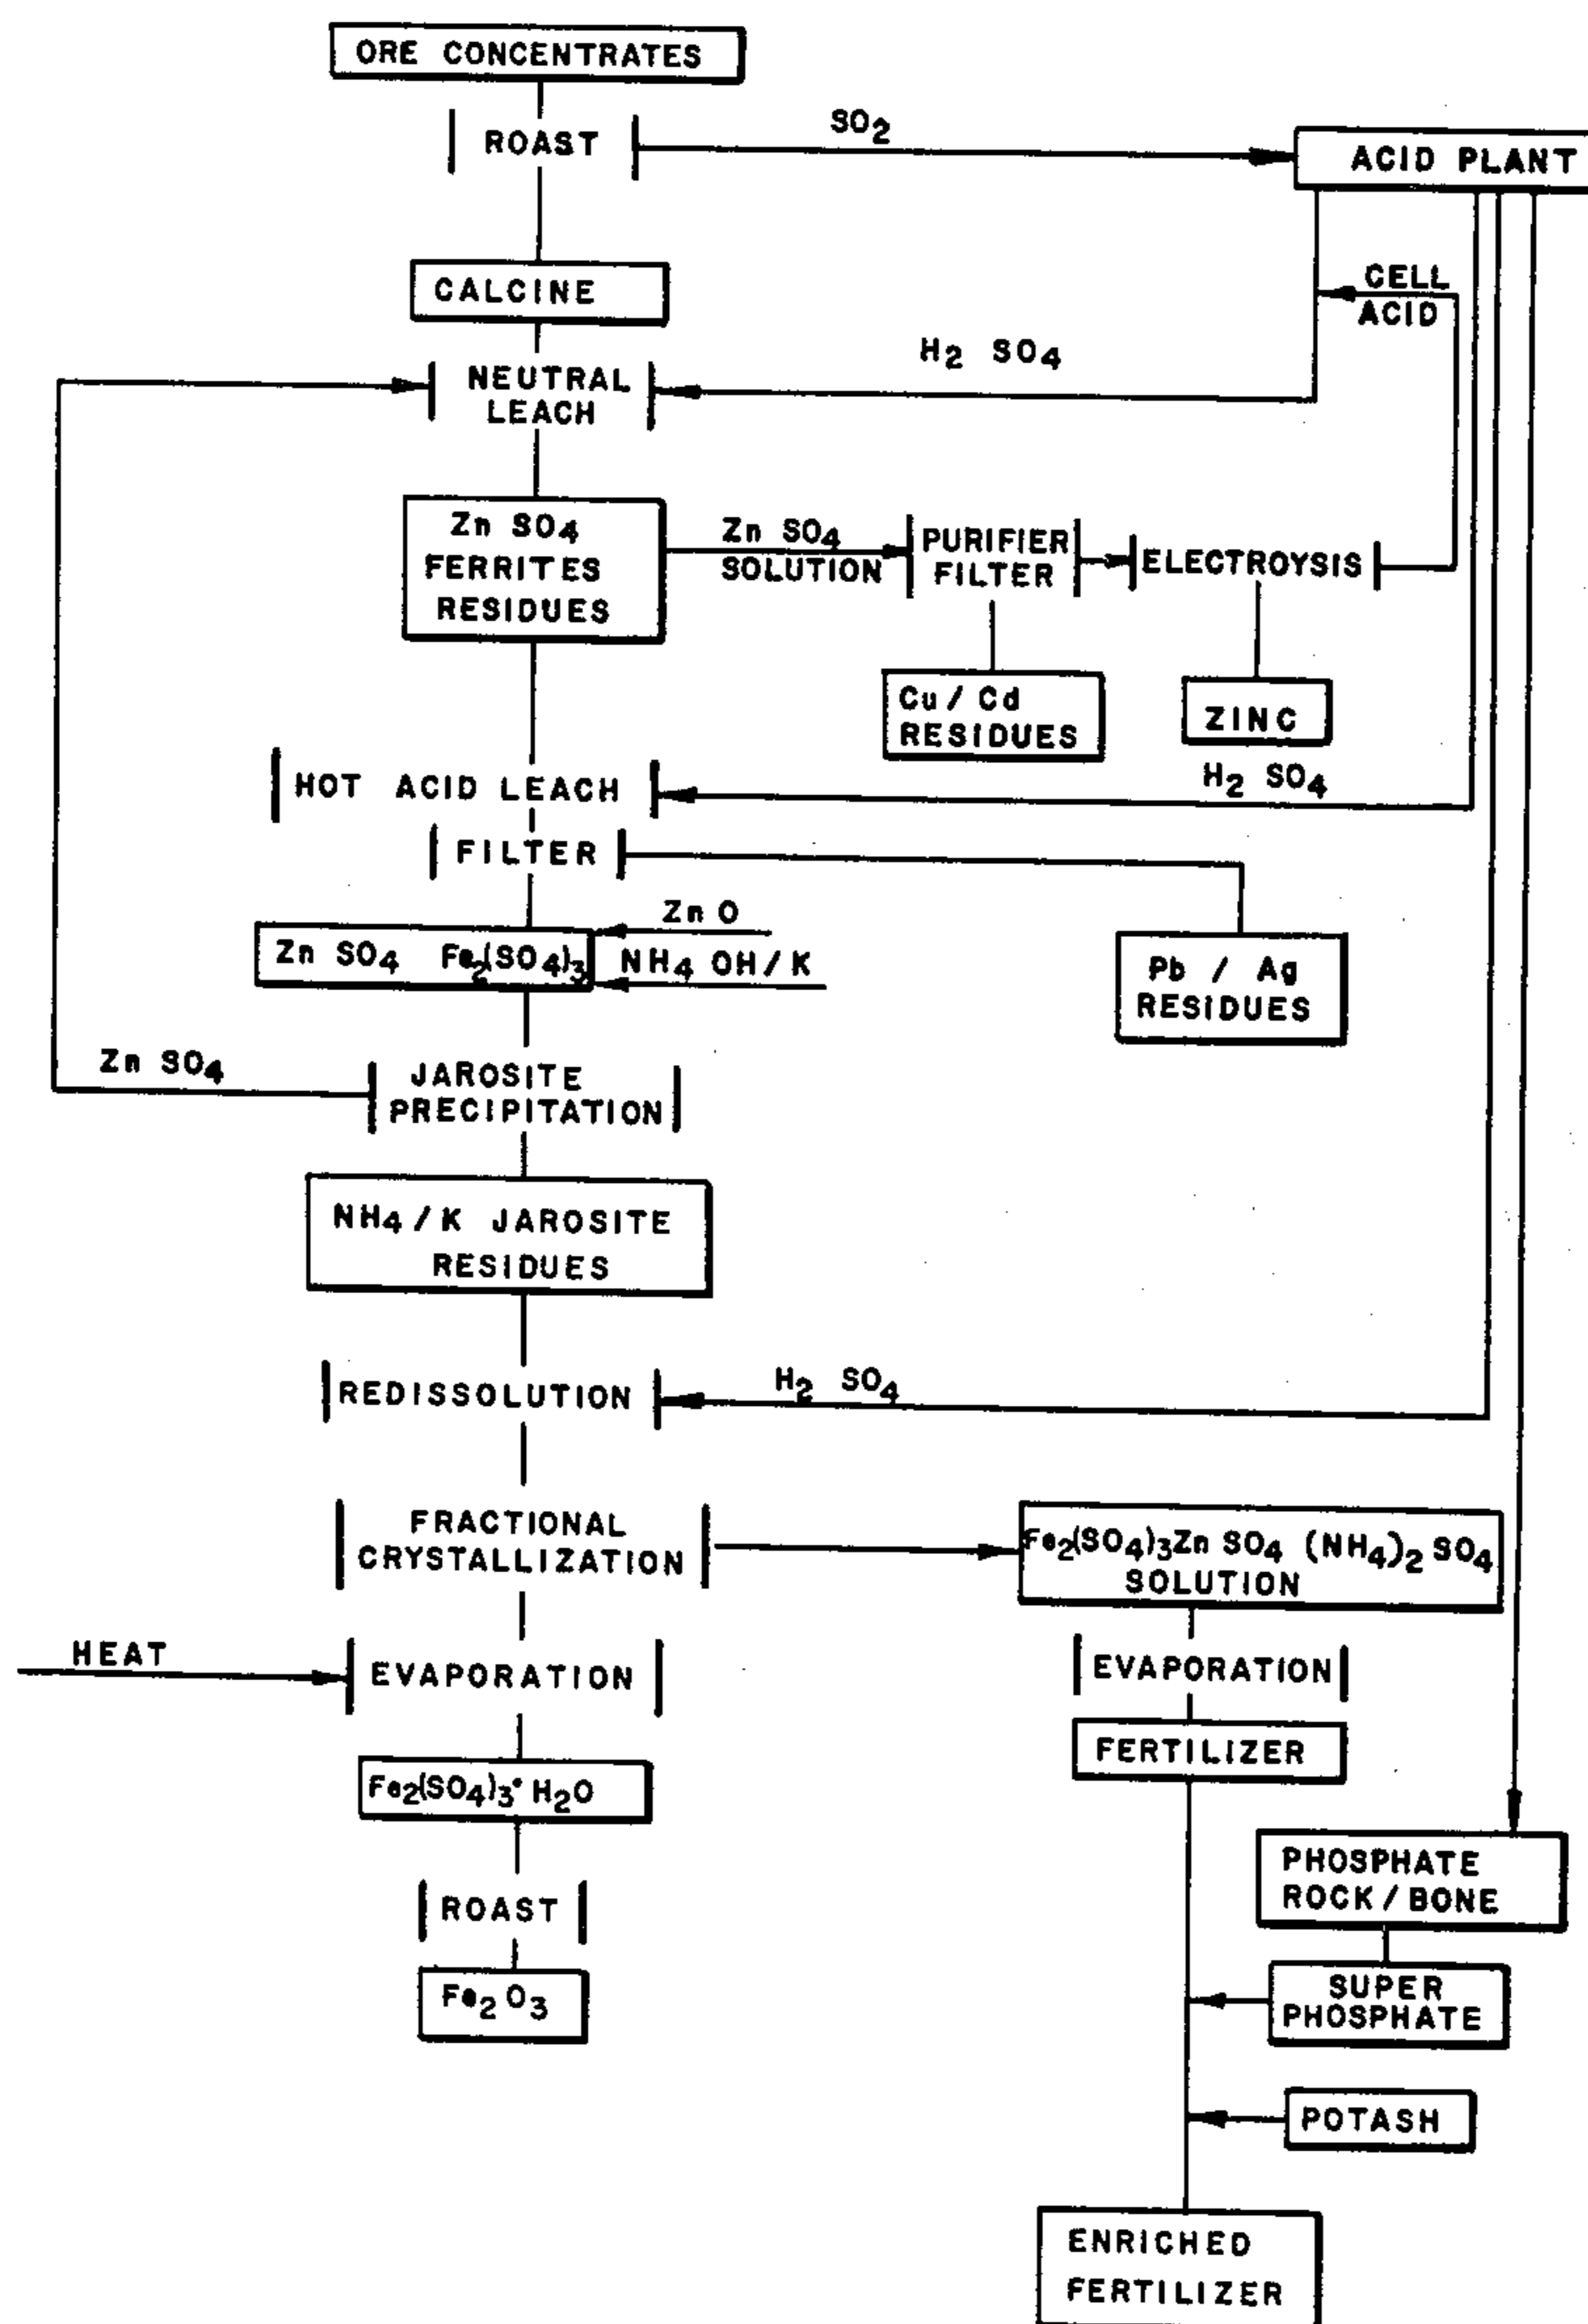 ORE CONCENTRATES
ROAST
SO2
ACID PLANT
CALCINE
CELL
ACID
H2 SO4
NEUTRAL
LEACH
Zn SO4
FERRITES
RESIDUES
Zn SO4
SOLUTION
PURIFIER
FILTER
ELECTROYSIS
Cu / Cd
RESIDUES
ZINC
HOT ACID LEACH
H2 SO4
FILTER
Zn O
Zn SO4 Fe2(SO4)3
NH4 OH/K
Pb / Ag
RESIDUES
Zn SO4
JAROSITE
PRECIPITATION
NH4/K JAROSITE
RESIDUES
REDISSOLUTION
H2 SO4
FRACTIONAL
CRYSTALLIZATION
Fe2(SO4)3Zn SO4 (NH4)2 SO4
SOLUTION
HEAT
EVAPORATION
EVAPORATION
FERTILIZER
Fe2(SO4)3• H2O
PHOSPHATE
ROCK/BONE
ROAST
Fe2 O3
SUPER
PHOSPHATE
POTASH
ENRICHED
FERTILIZER